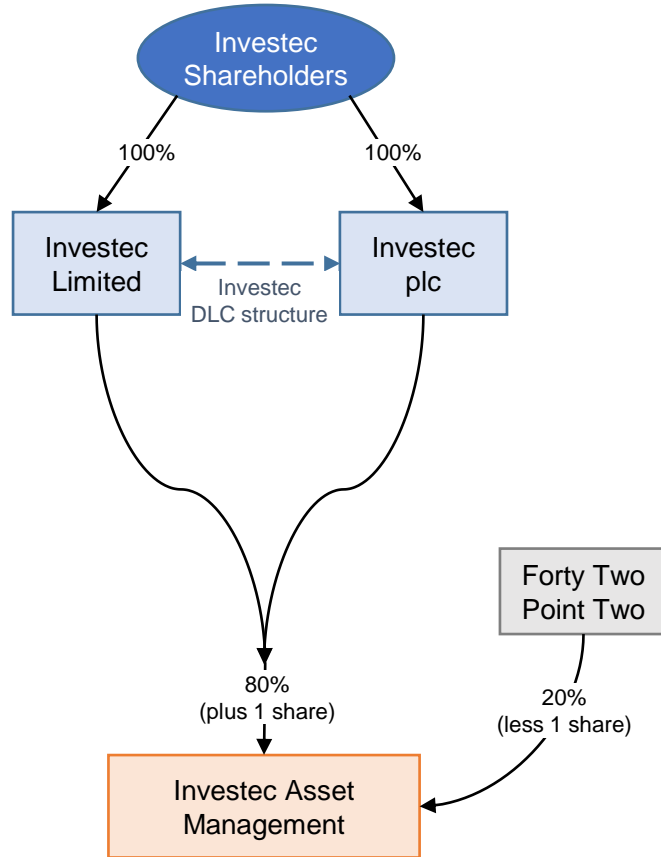 Investec
Shareholders
100%
100%
Investec
Limited
Investec
DLC structure
Investec
plc
Forty Two
Point Two
80%
(plus 1 share)
20%
(less 1 share)
Investec Asset
Management